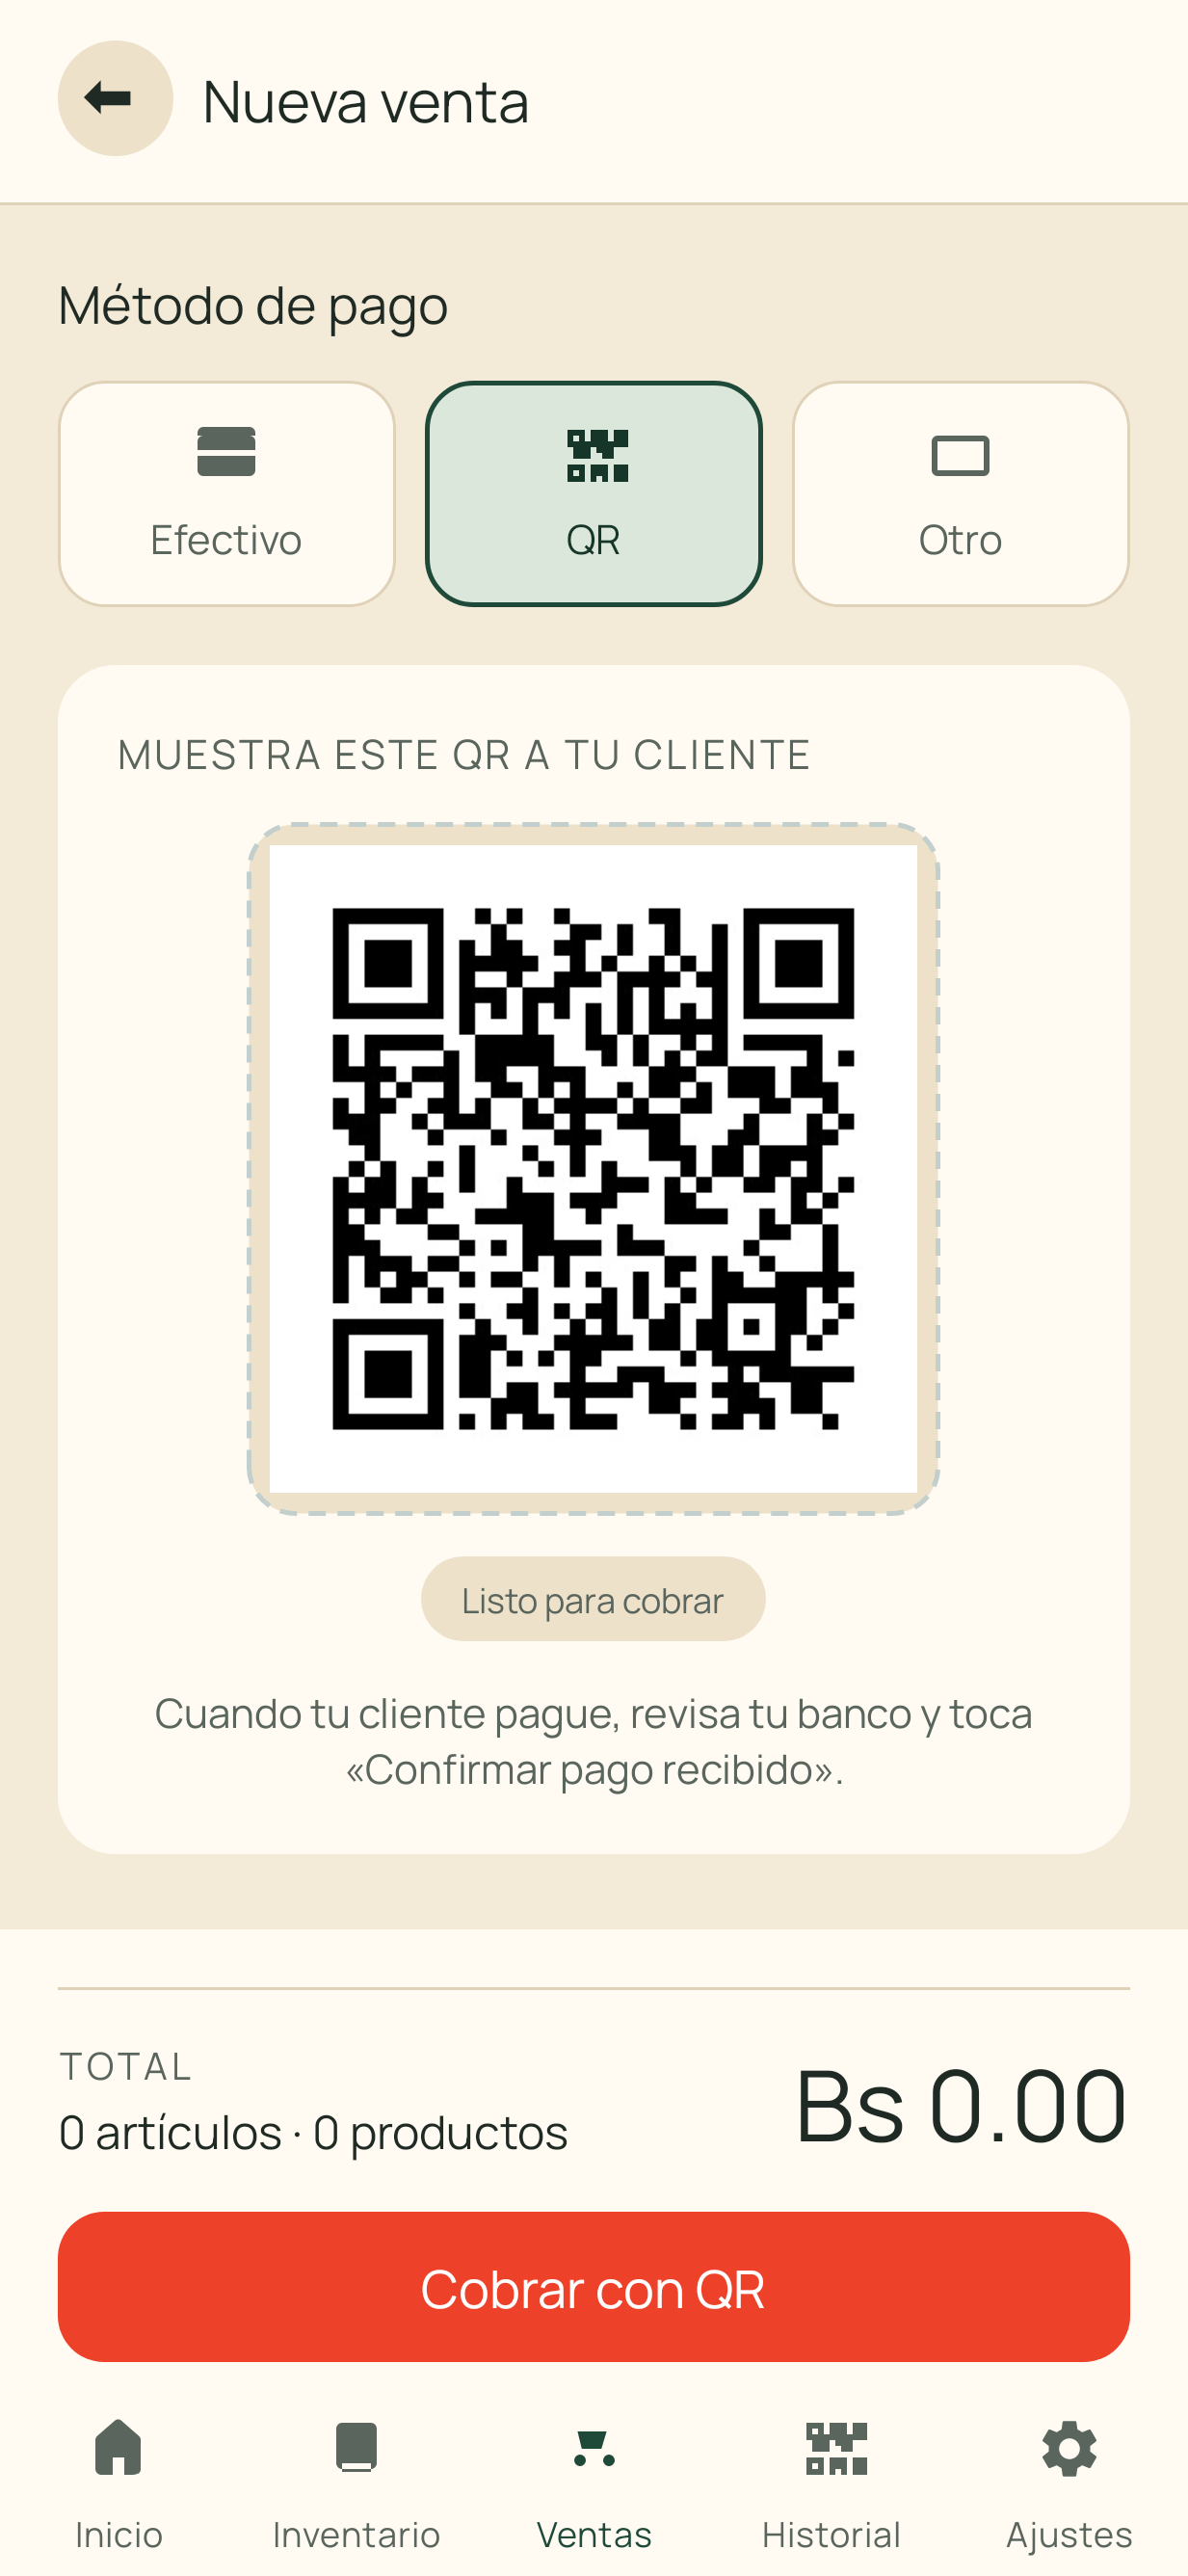 Nueva venta
Método de pago
Efectivo
QR
Otro
MUESTRA ESTE QR A TU CLIENTE
Listo para cobrar
Cuando tu cliente pague, revisa tu banco y toca
«Confirmar pago recibido».
TOTAL
0 artículos · 0 productos
Bs 0.00
Cobrar con QR
Inicio
Inventario
Ventas
Historial
Ajustes